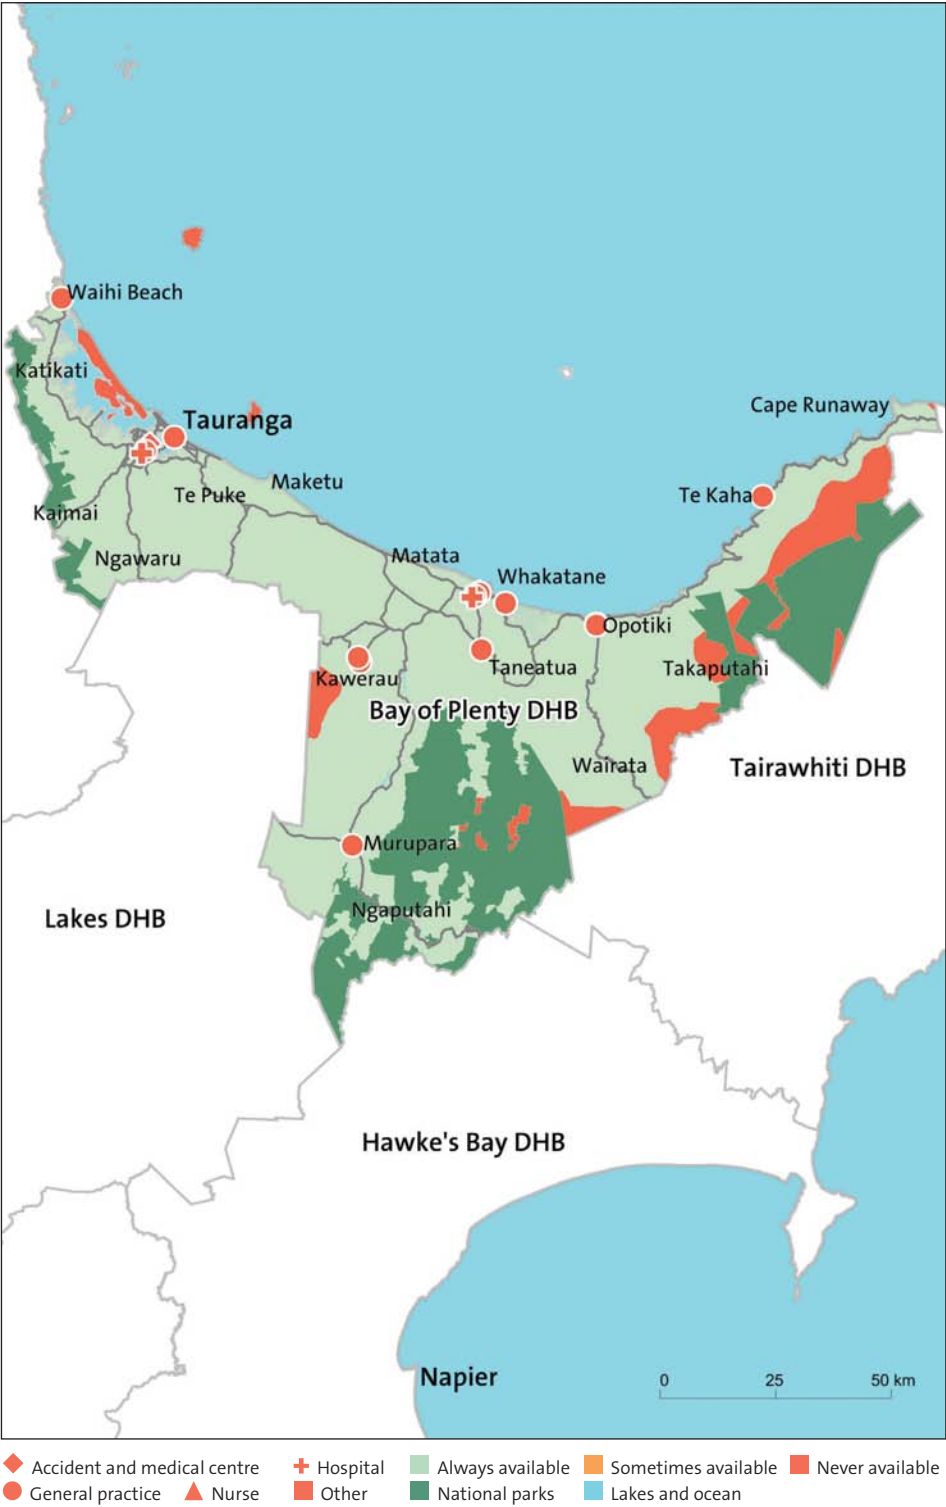 Waihi Beach
Katikati
Tauranga
Cape Runaway
Maketu
Te Puke
Te Kaha
Kaimai
Ngawaru
Matata
Whakatane
Opotiki
Taneatua
Takaputahi
Kawerau
Bay of Plenty DHB
Wairata
Tairawhiti DHB
Murupara
Ngaputahi
Lakes DHB
Hawke's Bay DHB
Napier
0 25 50 km
Accident and medical centre Hospital Always available Sometimes available Never available
General practice Nurse Other National parks Lakes and ocean